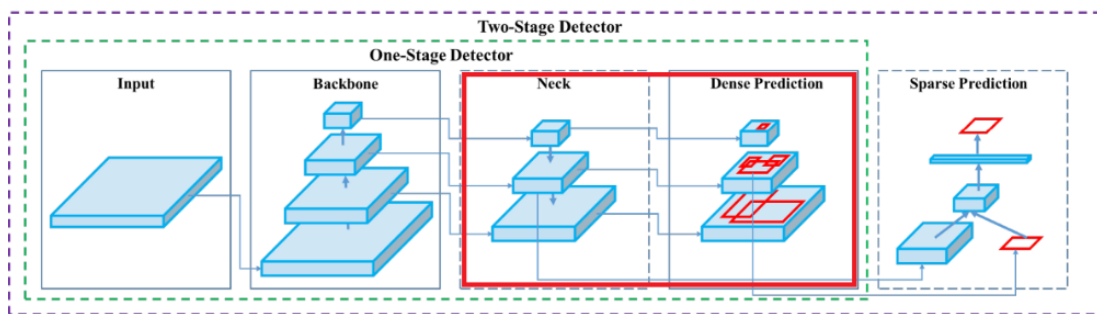 Two-Stage Detector
One-Stage Detector
Input
Backbone
Neck
Dense Prediction
Sparse Prediction